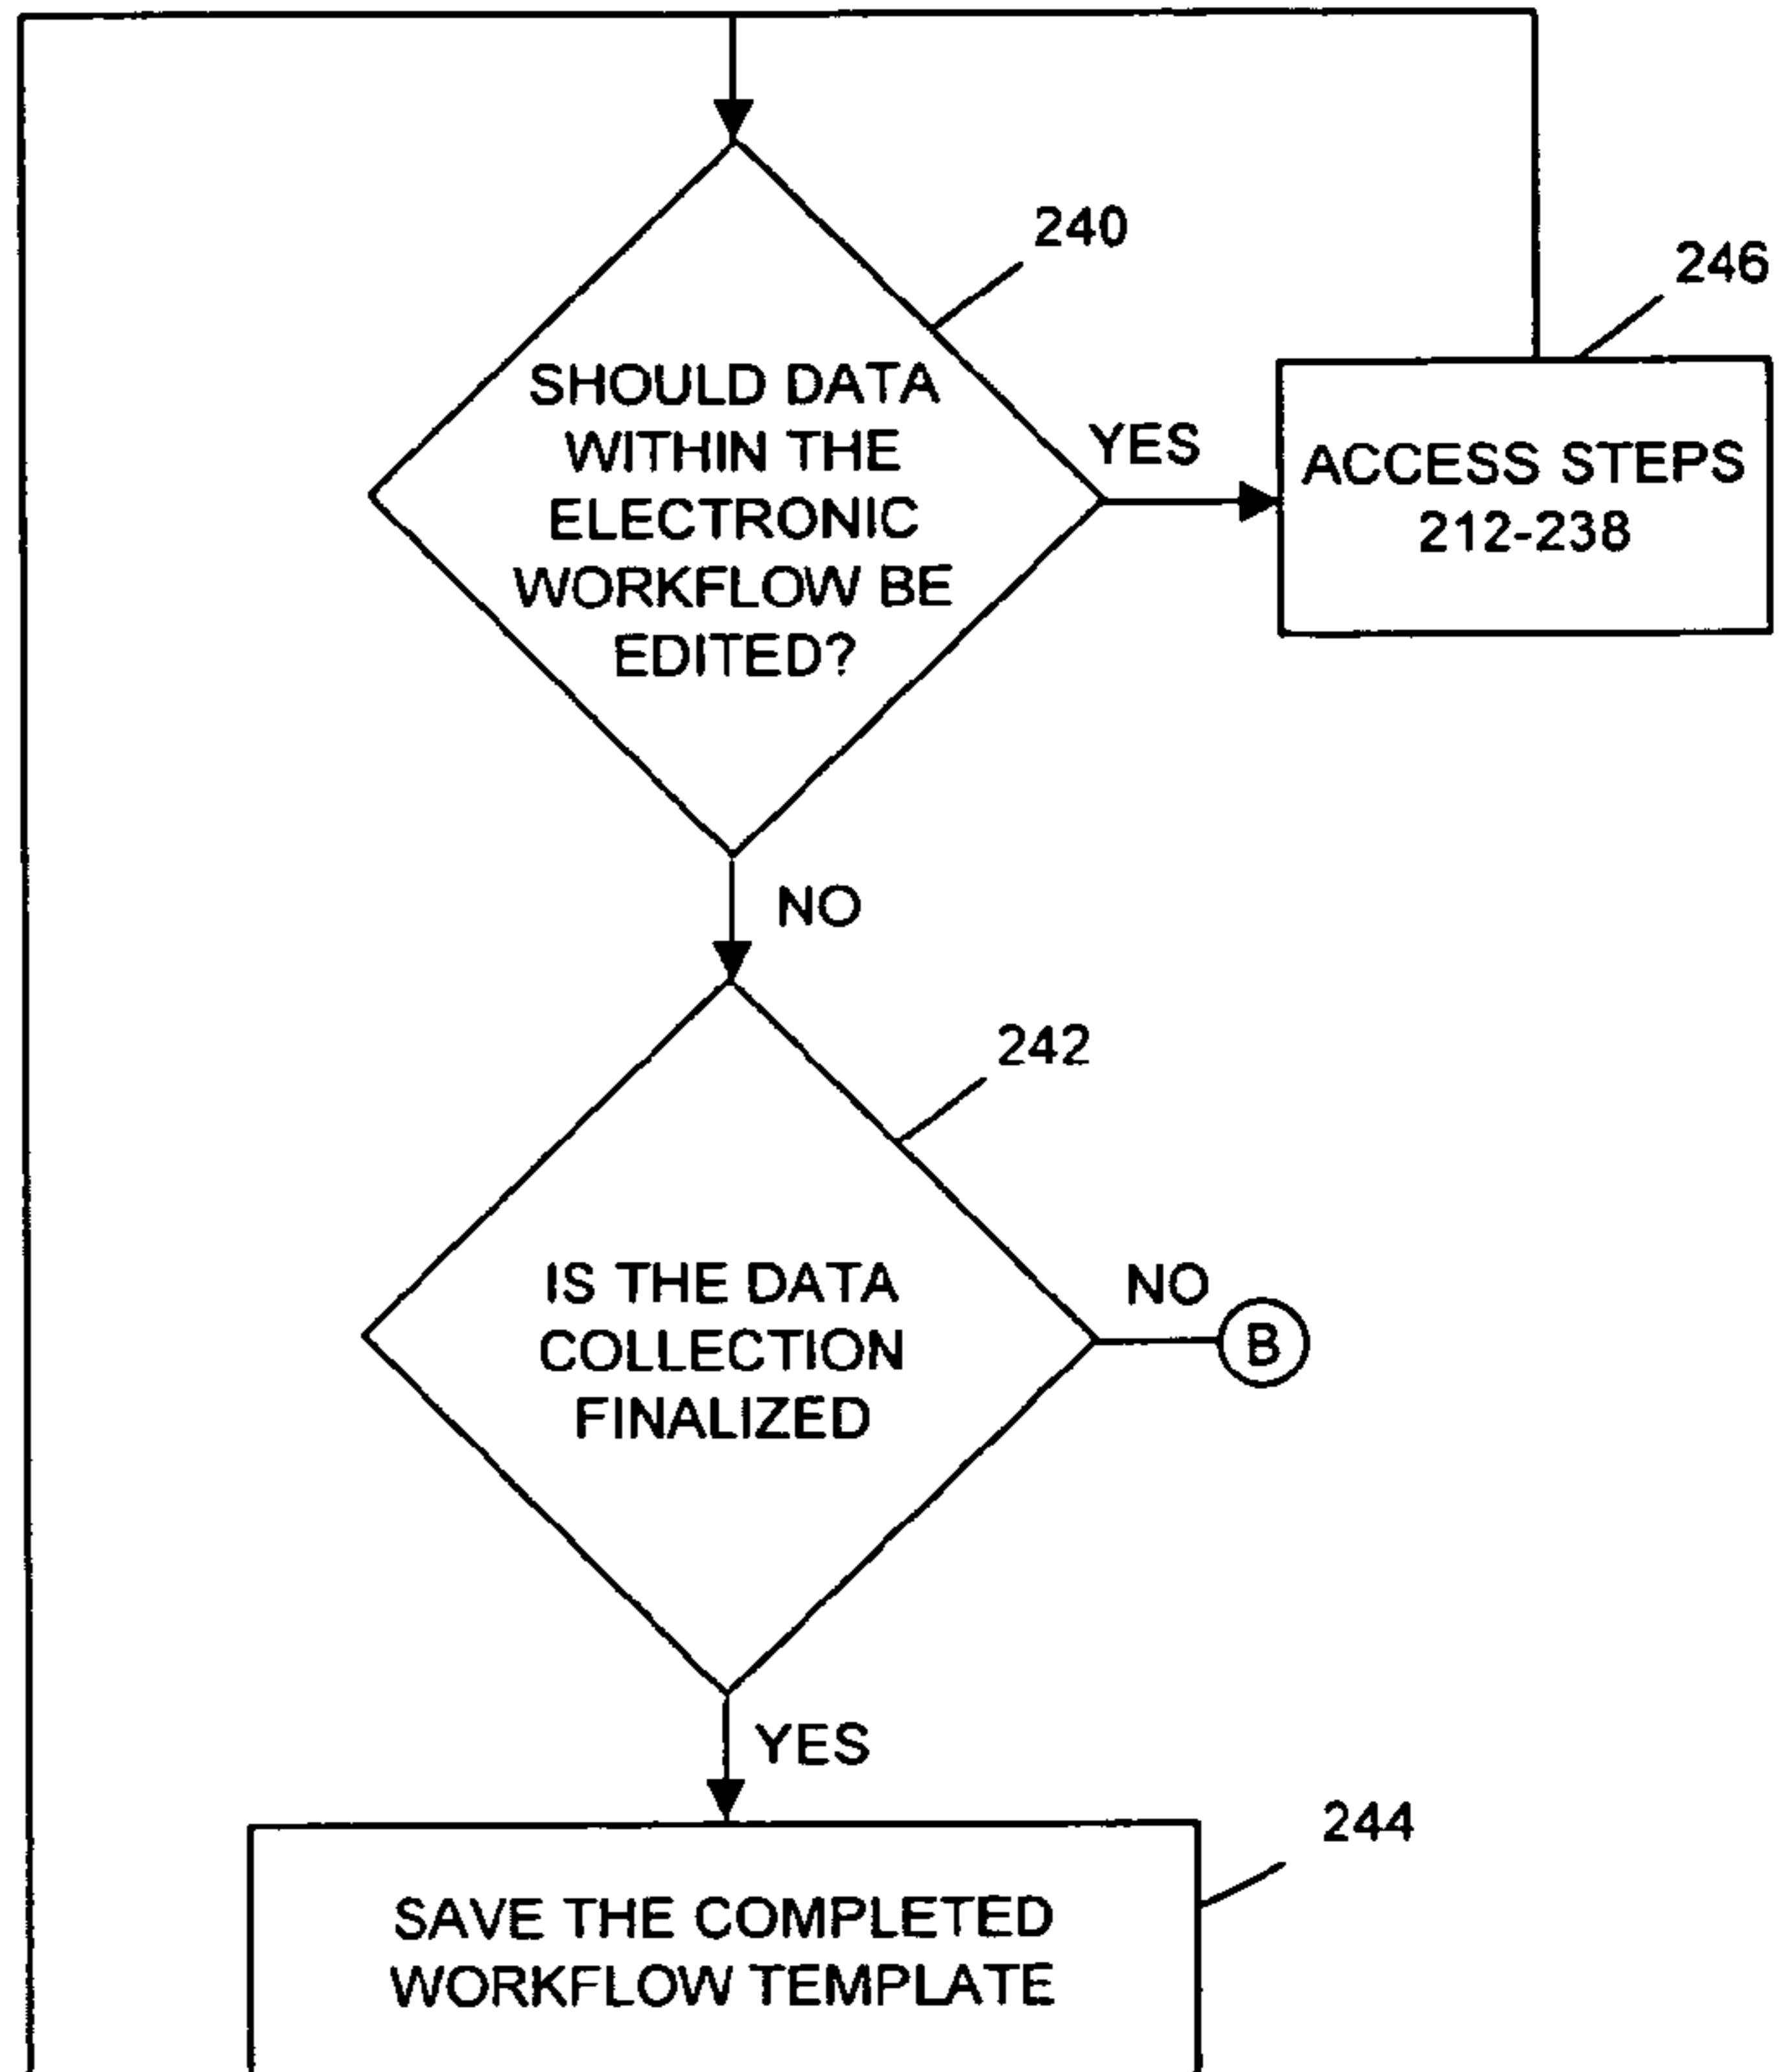 240
246
SHOULD DATA
WITHIN THE
ELECTRONIC
WORKFLOW BE
EDITED?
YES
ACCESS STEPS
212-238
NO
242
IS THE DATA
COLLECTION
FINALIZED
NO
B
YES
244
SAVE THE COMPLETED
WORKFLOW TEMPLATE